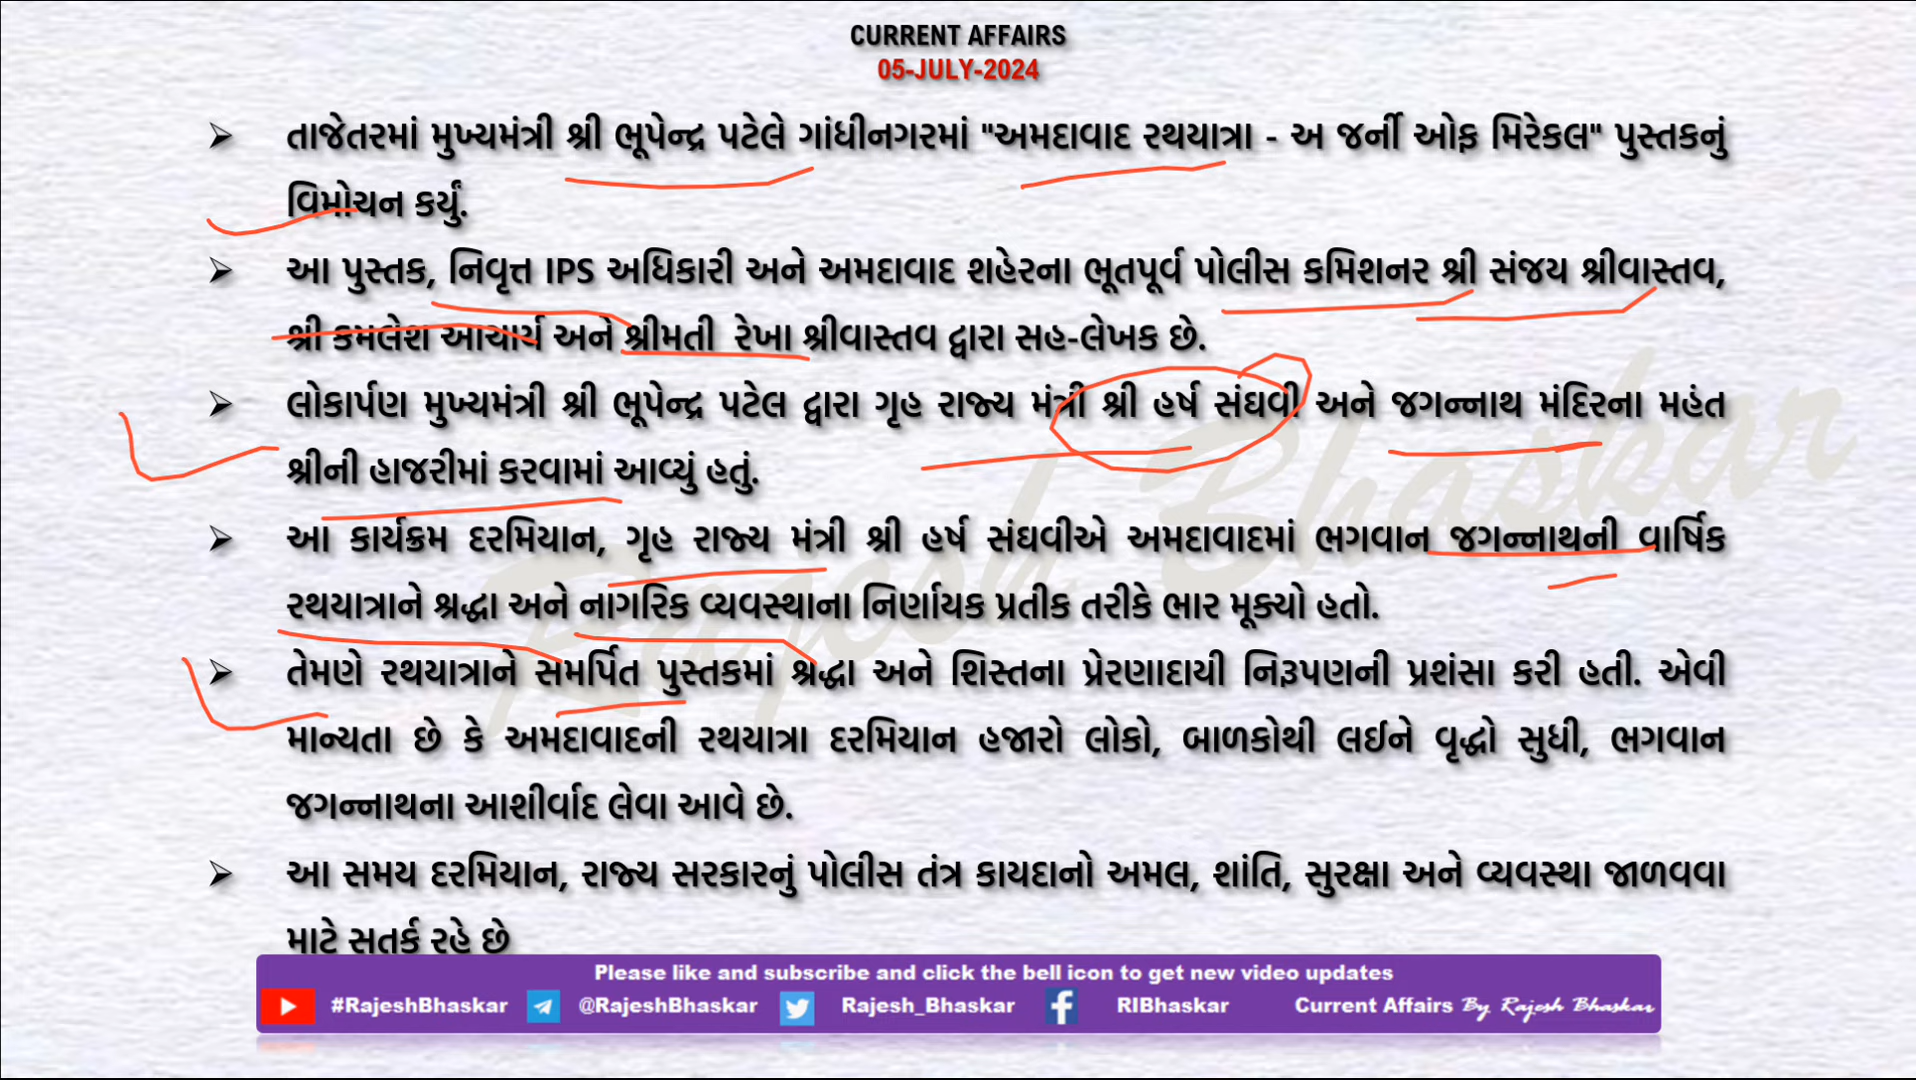 CURRENT AFFAIRS
05-JULY-2024
➢ તાજેતરમાં મુખ્યમંત્રી શ્રી ભૂપેન્દ્ર પટેલે ગાંધીનગરમાં "અમદાવાદ રથયાત્રા - અ જર્ની ઓફ મિરેકલ" પુસ્તકનું
વિમોચન કર્યું.
➢ આ પુસ્તક, નિવૃત્ત IPS અધિકારી અને અમદાવાદ શહેરના ભૂતપૂર્વ પોલીસ કમિશનર શ્રી સંજય શ્રીવાસ્તવ,
શ્રી કમલેશ આચાર્ય અને શ્રીમતી રેખા શ્રીવાસ્તવ દ્વારા સહ-લેખક છે.
➢ લોકાર્પણ મુખ્યમંત્રી શ્રી ભૂપેન્દ્ર પટેલ દ્વારા ગૃહ રાજ્ય મંત્રી શ્રી હર્ષ સંઘવી અને જગન્નાથ મંદિરના મહંત
શ્રીની હાજરીમાં કરવામાં આવ્યું હતું.
➢ આ કાર્યક્રમ દરમિયાન, ગૃહ રાજ્ય મંત્રી શ્રી હર્ષ સંઘવીએ અમદાવાદમાં ભગવાન જગન્નાથની વાર્ષિક
રથયાત્રાને શ્રદ્ધા અને નાગરિક વ્યવસ્થાના નિર્ણાયક પ્રતીક તરીકે ભાર મૂક્યો હતો.
➢ તેમણે રથયાત્રાને સમર્પિત પુસ્તકમાં શ્રદ્ધા અને શિસ્તના પ્રેરણાદાયી નિરૂપણની પ્રશંસા કરી હતી. એવી
માન્યતા છે કે અમદાવાદની રથયાત્રા દરમિયાન હજારો લોકો, બાળકોથી લઈને વૃદ્ધો સુધી, ભગવાન
જગન્નાથના આશીર્વાદ લેવા આવે છે.
➢ આ સમય દરમિયાન, રાજ્ય સરકારનું પોલીસ તંત્ર કાયદાનો અમલ, શાંતિ, સુરક્ષા અને વ્યવસ્થા જાળવવા
માટે સતર્ક રહે છે
Rajesh Bhaskar
Please like and subscribe and click the bell icon to get new video updates
#RajeshBhaskar @RajeshBhaskar Rajesh_Bhaskar RIBhaskar Current Affairs By Rajesh Bhaskar